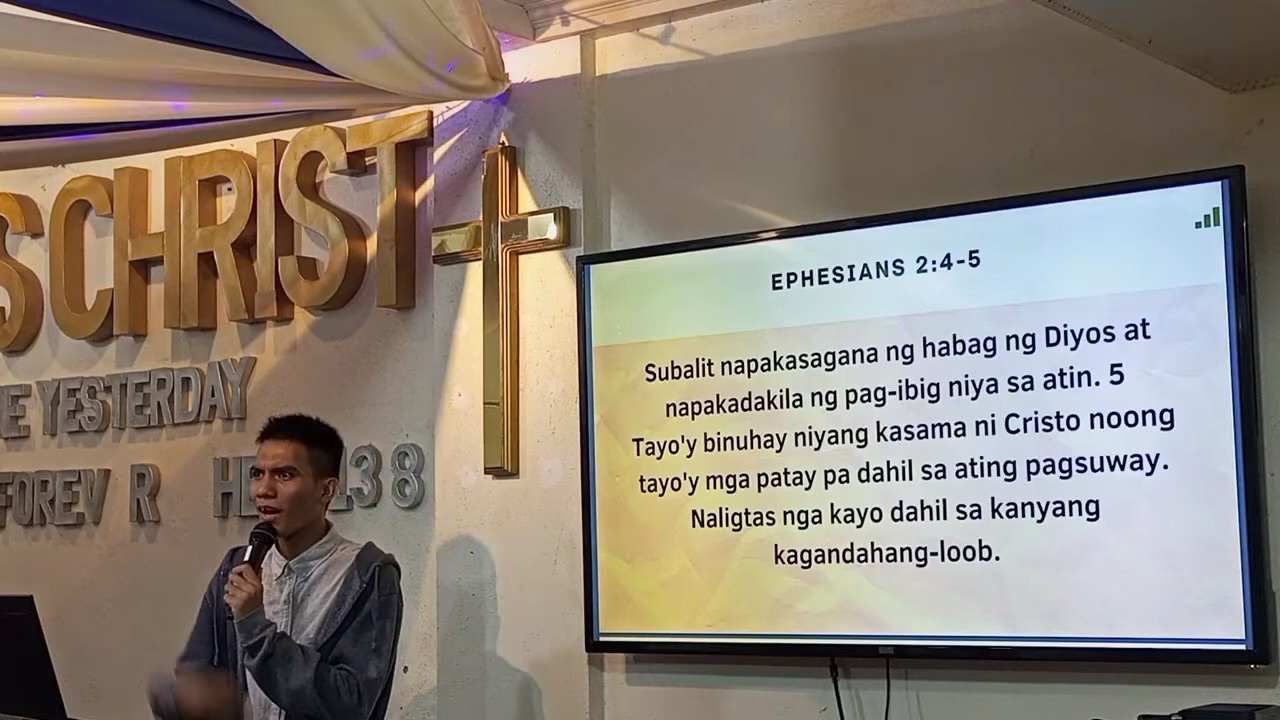 S CHRIST
E YESTERDAY
FOREV R H 138
EPHESIANS 2:4-5
Subalit napakasagana ng habag ng Diyos at
napakadakila ng pag-ibig niya sa atin. 5
Tayo'y binuhay niyang kasama ni Cristo noong
tayo'y mga patay pa dahil sa ating pagsuway.
Naligtas nga kayo dahil sa kanyang
kagandahang-loob.